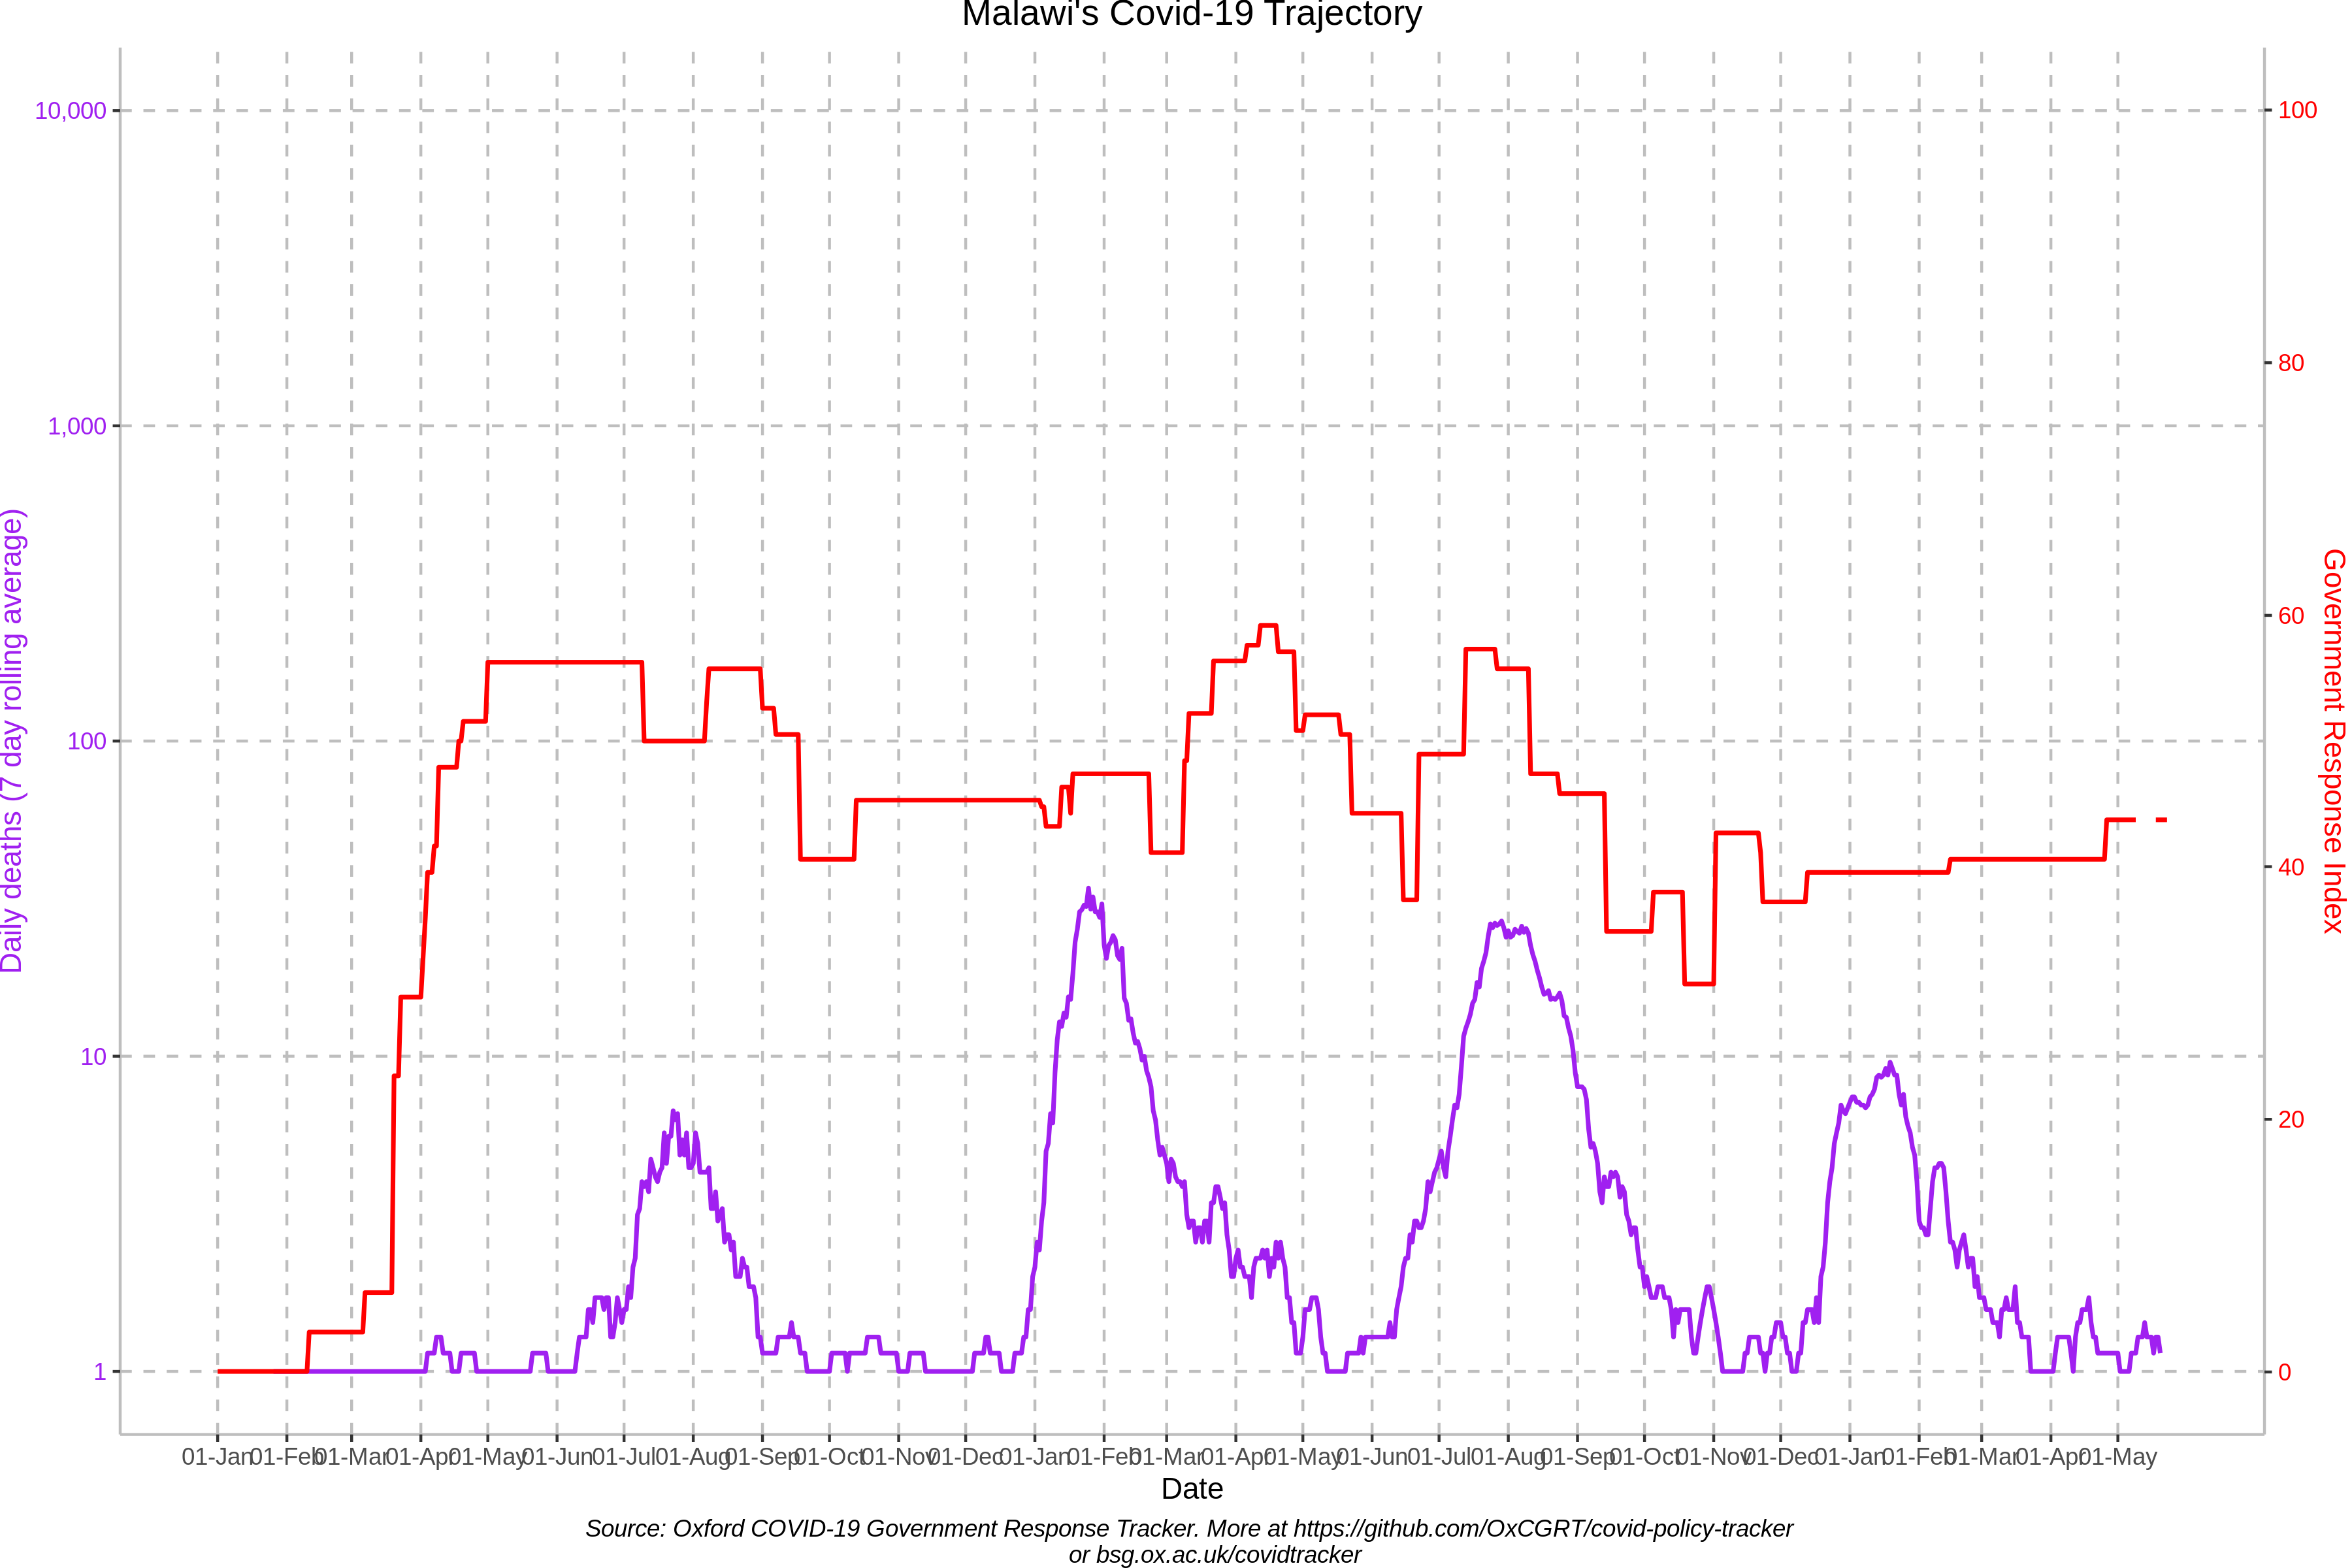 Malawi's Covid-19 Trajectory
10,000
1,000
100
10
1
Daily deaths (7 day rolling average)
100
80
60
40
20
0
Government Response Index
01-Jan 01-Feb 01-Mar 01-Apr 01-May 01-Jun 01-Jul 01-Aug 01-Sep 01-Oct 01-Nov 01-Dec 01-Jan 01-Feb 01-Mar 01-Apr 01-May 01-Jun 01-Jul 01-Aug 01-Sep 01-Oct 01-Nov 01-Dec 01-Jan 01-Feb 01-Mar 01-Apr 01-May
Date
Source: Oxford COVID-19 Government Response Tracker. More at https://github.com/OxCGRT/covid-policy-tracker
or bsg.ox.ac.uk/covidtracker